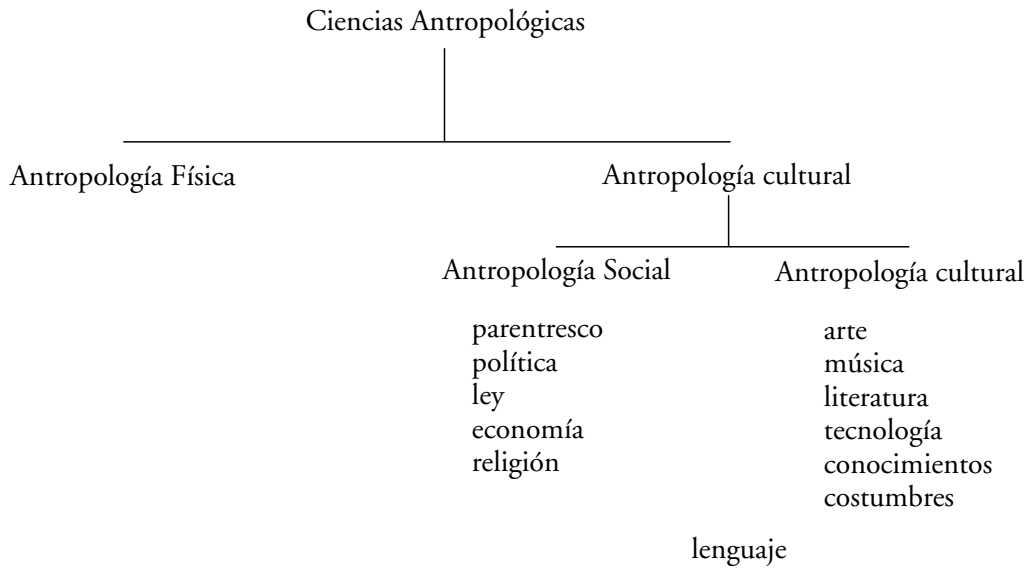 Ciencias Antropológicas
Antropología Física
Antropología cultural
Antropología Social
Antropología cultural
parentresco
política
ley
economía
religión
arte
música
literatura
tecnología
conocimientos
costumbres
lenguaje